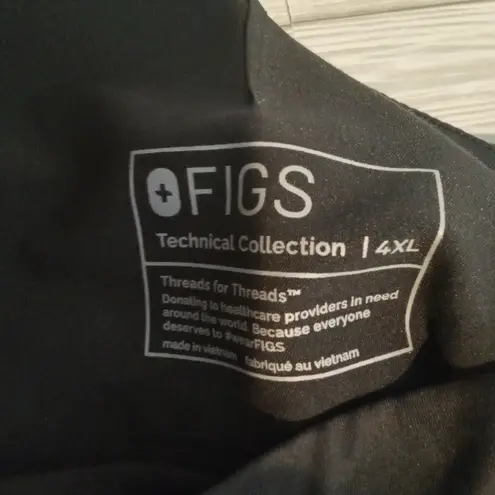 FIGS
Technical Collection | 4XL
Threads for Threads™
Donating to healthcare providers in need
around the world. Because everyone
deserves to #wearFIGS
made in vietnam fabriqué au vietnam